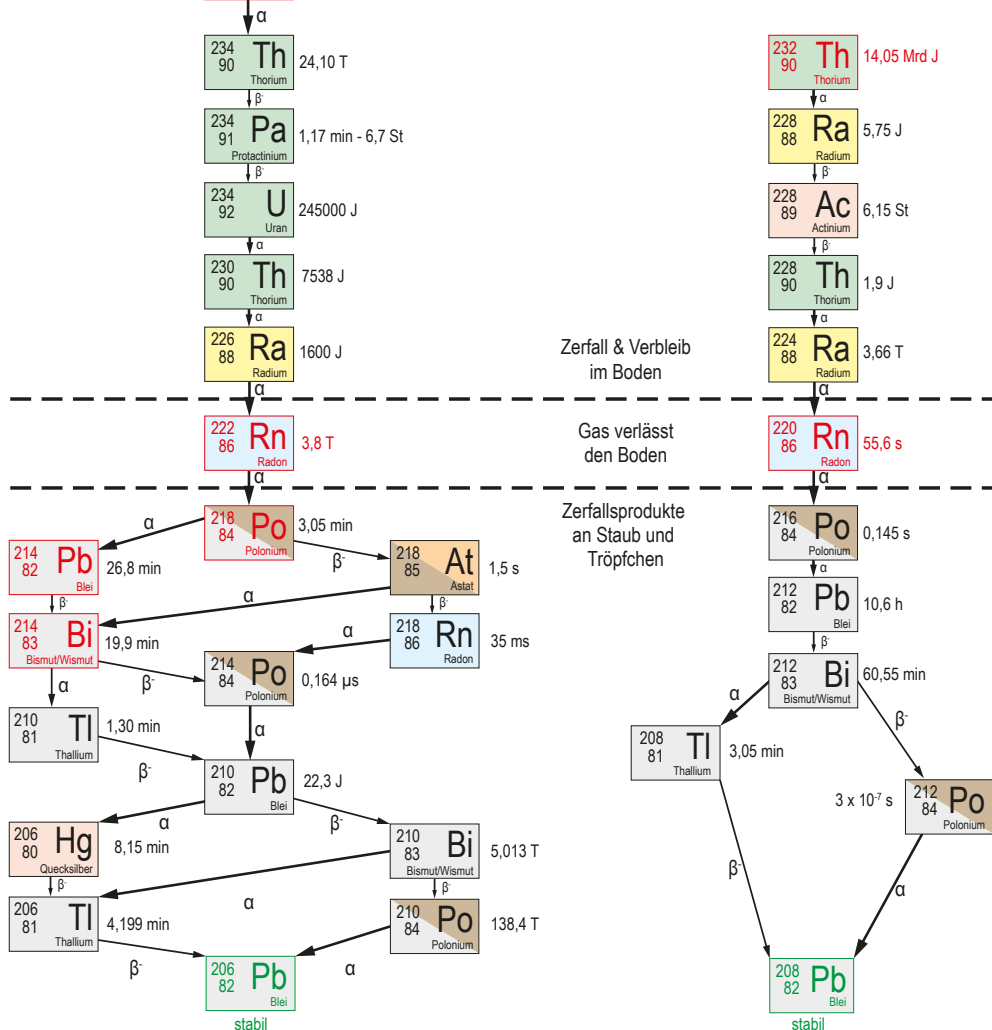 α
234 90 Th Thorium 24,10 T
β-
234 91 Pa Protactinium 1,17 min - 6,7 St
β-
234 92 U Uran 245000 J
α
230 90 Th Thorium 7538 J
α
226 88 Ra Radium 1600 J
α
222 86 Rn Radon 3,8 T
α
218 84 Po Polonium 3,05 min
α
β-
214 82 Pb Blei 26,8 min
218 85 At Astat 1,5 s
β-
α
β-
214 83 Bi Bismut/Wismut 19,9 min
218 86 Rn Radon 35 ms
α
α
β-
214 84 Po Polonium 0,164 µs
210 81 Tl Thallium 1,30 min
α
β-
210 82 Pb Blei 22,3 J
α
β-
206 80 Hg Quecksilber 8,15 min
210 83 Bi Bismut/Wismut 5,013 T
β-
α
β-
206 81 Tl Thallium 4,199 min
210 84 Po Polonium 138,4 T
β-
α
206 82 Pb Blei
stabil
Zerfall & Verbleib
im Boden
Gas verlässt
den Boden
Zerfallsprodukte
an Staub und
Tröpfchen
232 90 Th Thorium 14,05 Mrd J
α
228 88 Ra Radium 5,75 J
β-
228 89 Ac Actinium 6,15 St
β-
228 90 Th Thorium 1,9 J
α
224 88 Ra Radium 3,66 T
α
220 86 Rn Radon 55,6 s
α
216 84 Po Polonium 0,145 s
α
212 82 Pb Blei 10,6 h
β-
212 83 Bi Bismut/Wismut 60,55 min
α
β-
208 81 Tl Thallium 3,05 min
3 x 10⁻⁷ s 212 84 Po Polonium
β-
α
208 82 Pb Blei
stabil